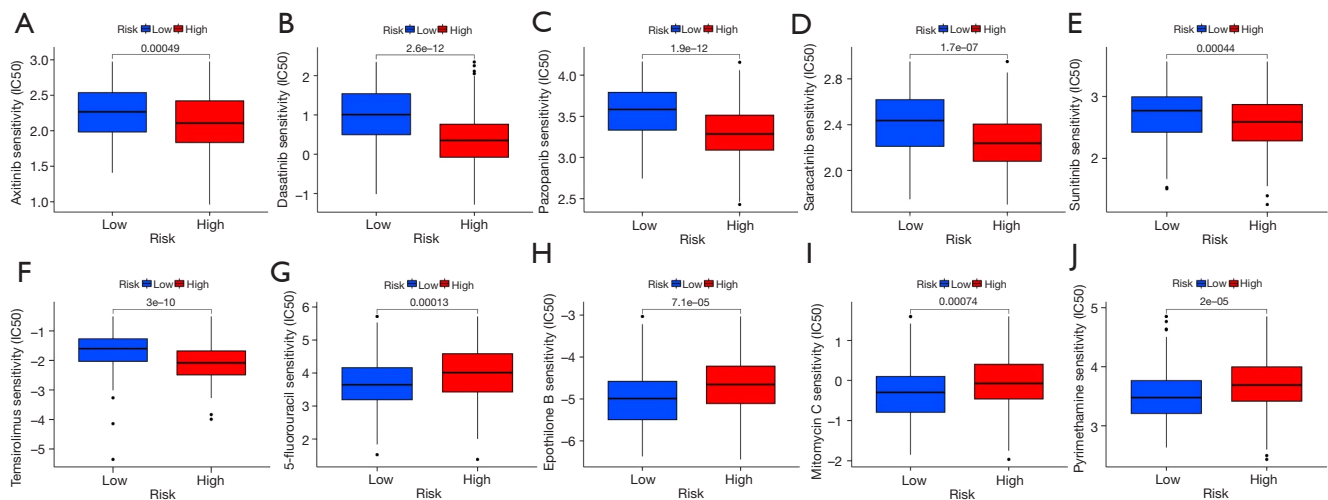 A
Risk Low High
0.00049
Axitinib sensitivity (IC50)
3.0
2.5
2.0
1.5
1.0
Low High
Risk
B
Risk Low High
2.6e−12
Dasatinib sensitivity (IC50)
2
1
0
−1
Low High
Risk
C
Risk Low High
1.9e−12
Pazopanib sensitivity (IC50)
4.0
3.5
3.0
2.5
Low High
Risk
D
Risk Low High
1.7e−07
Saracatinib sensitivity (IC50)
2.8
2.4
2.0
Low High
Risk
E
Risk Low High
0.00044
Sunitinib sensitivity (IC50)
3
2
Low High
Risk
F
Risk Low High
3e−10
Temsirolimus sensitivity (IC50)
−1
−2
−3
−4
−5
Low High
Risk
G
Risk Low High
0.00013
5-fluorouracil sensitivity (IC50)
5
4
3
2
Low High
Risk
H
Risk Low High
7.1e−05
Epothilone B sensitivity (IC50)
−3
−4
−5
−6
Low High
Risk
I
Risk Low High
0.00074
Mitomycin C sensitivity (IC50)
1
0
−1
−2
Low High
Risk
J
Risk Low High
2e−05
Pyrimethamine sensitivity (IC50)
5
4
3
Low High
Risk